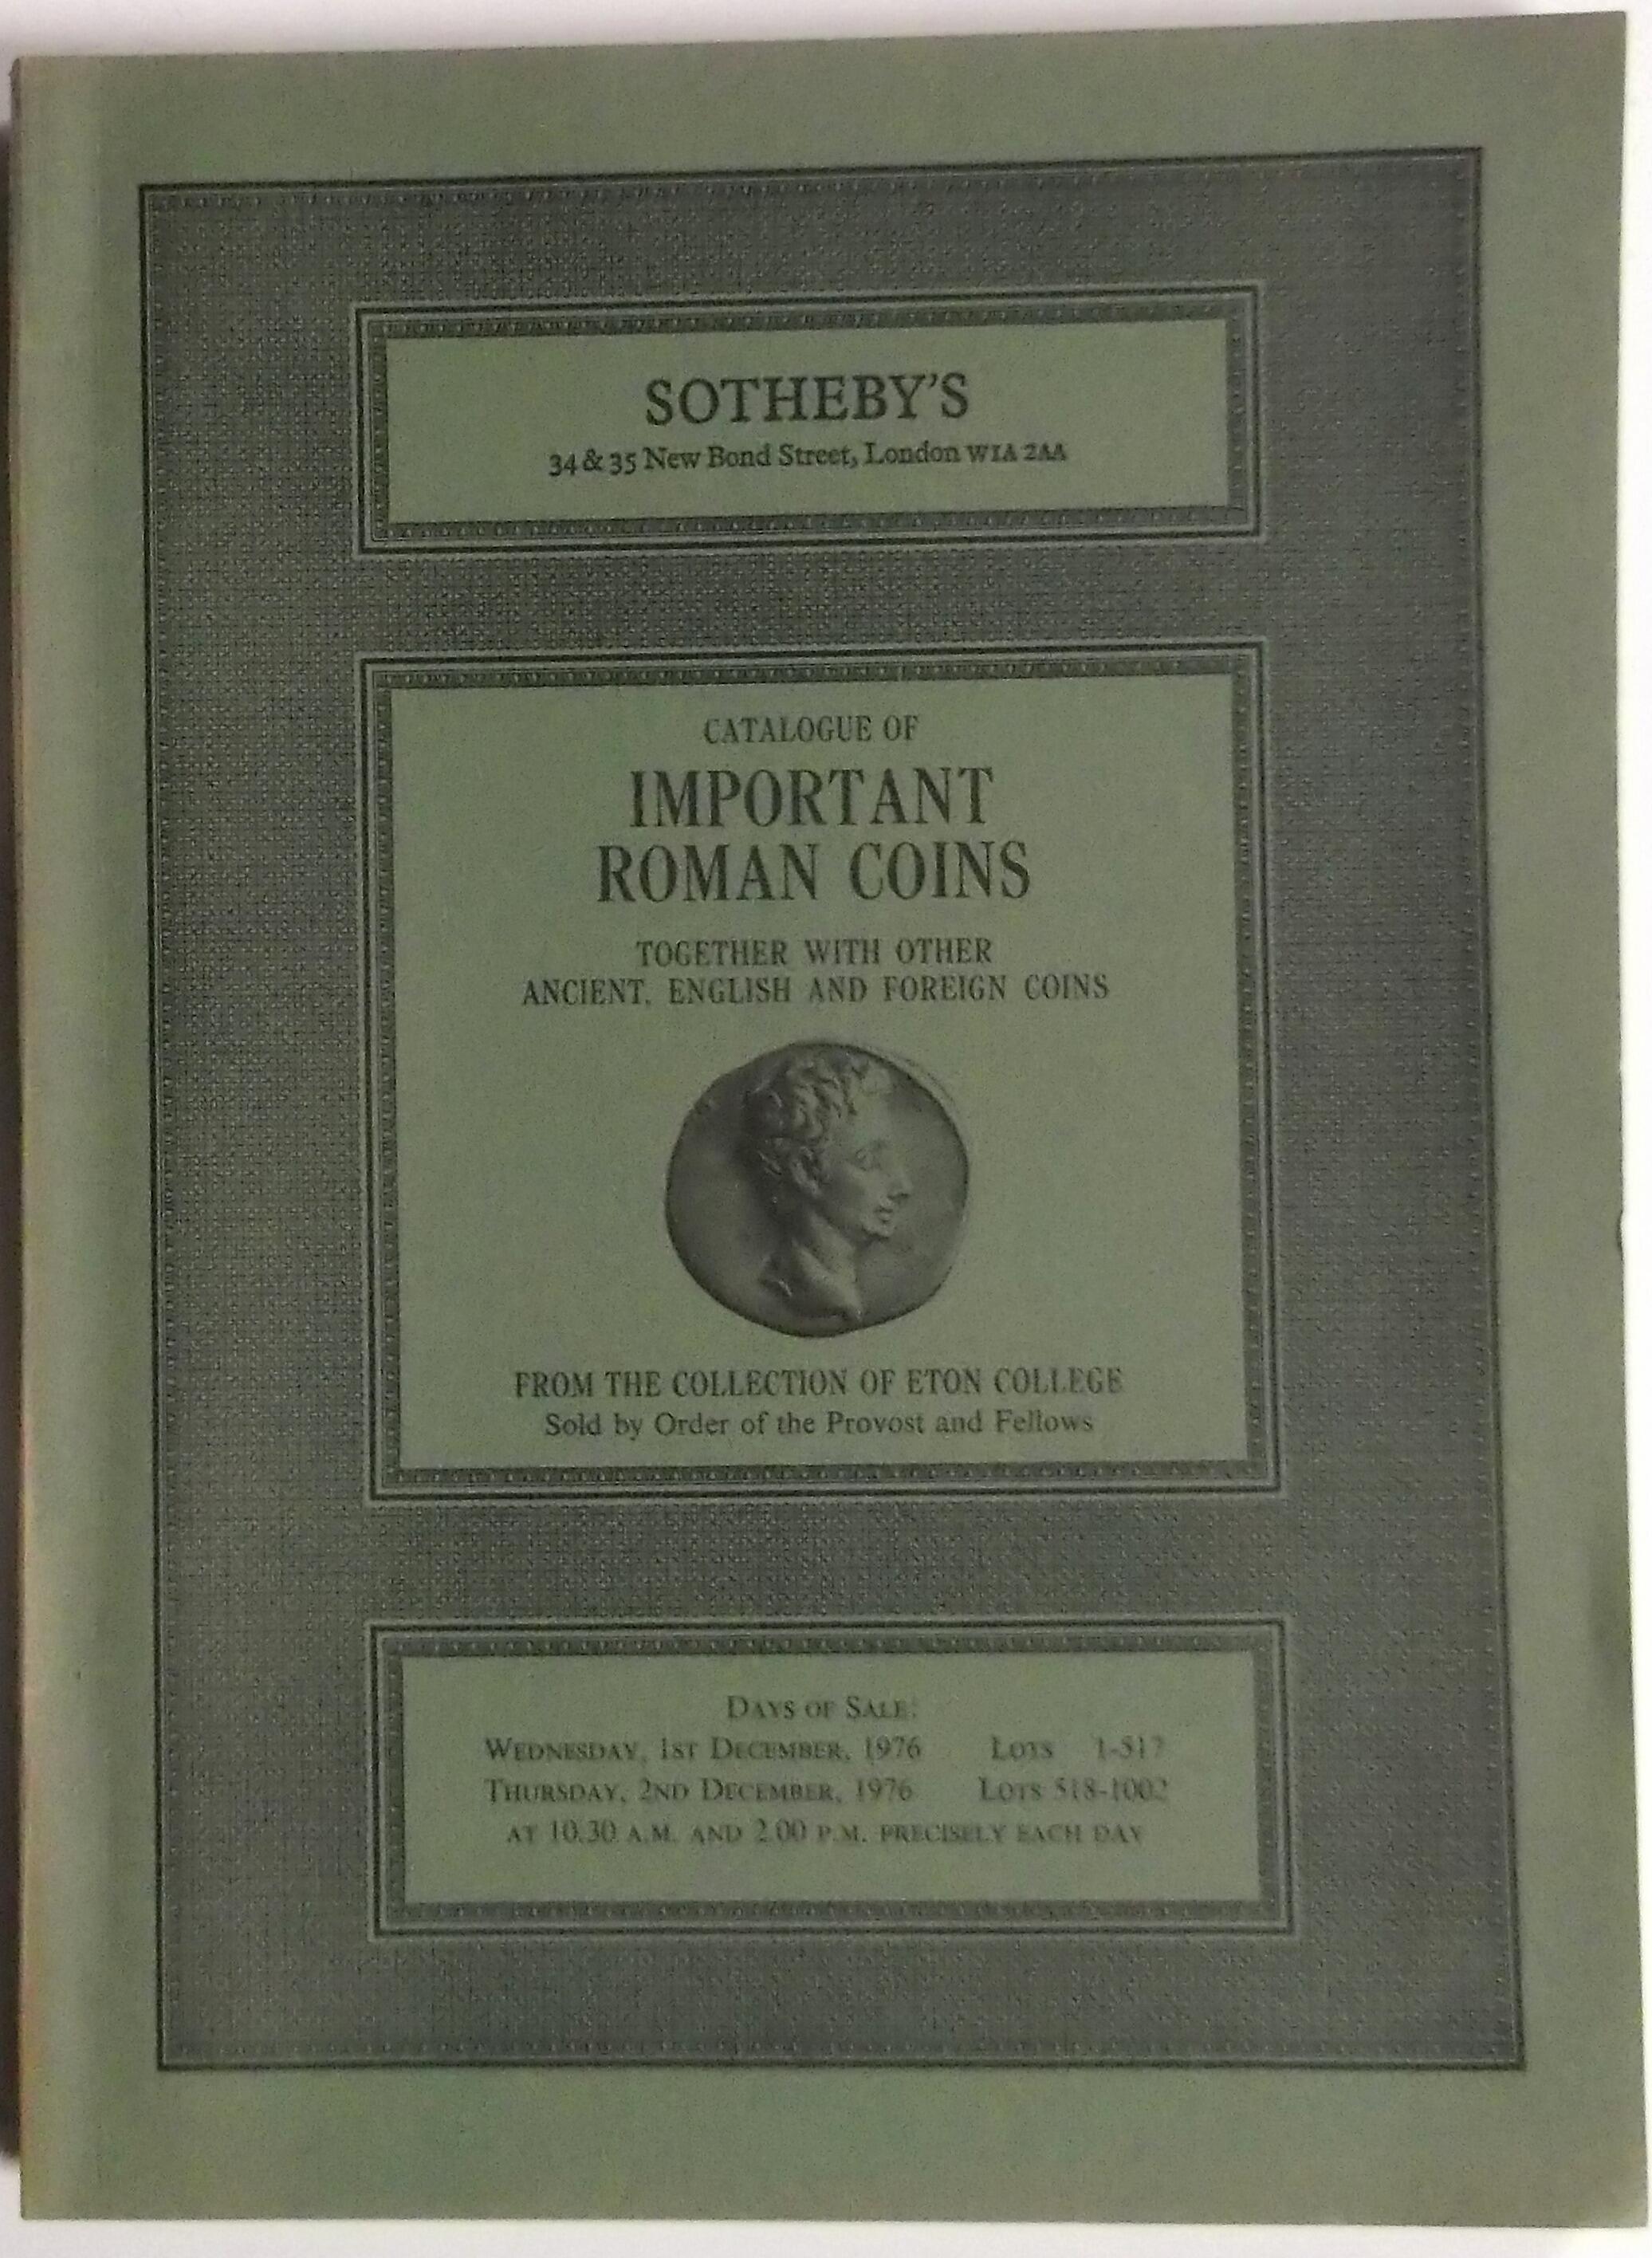 SOTHEBY'S
34 & 35 New Bond Street, London W1A 2AA
CATALOGUE OF
IMPORTANT
ROMAN COINS
TOGETHER WITH OTHER
ANCIENT, ENGLISH AND FOREIGN COINS
FROM THE COLLECTION OF ETON COLLEGE
Sold by Order of the Provost and Fellows
DAYS OF SALE:
WEDNESDAY, 1ST DECEMBER, 1976 LOTS 1-517
THURSDAY, 2ND DECEMBER, 1976 LOTS 518-1002
AT 10.30 A.M. AND 2.00 P.M. PRECISELY EACH DAY